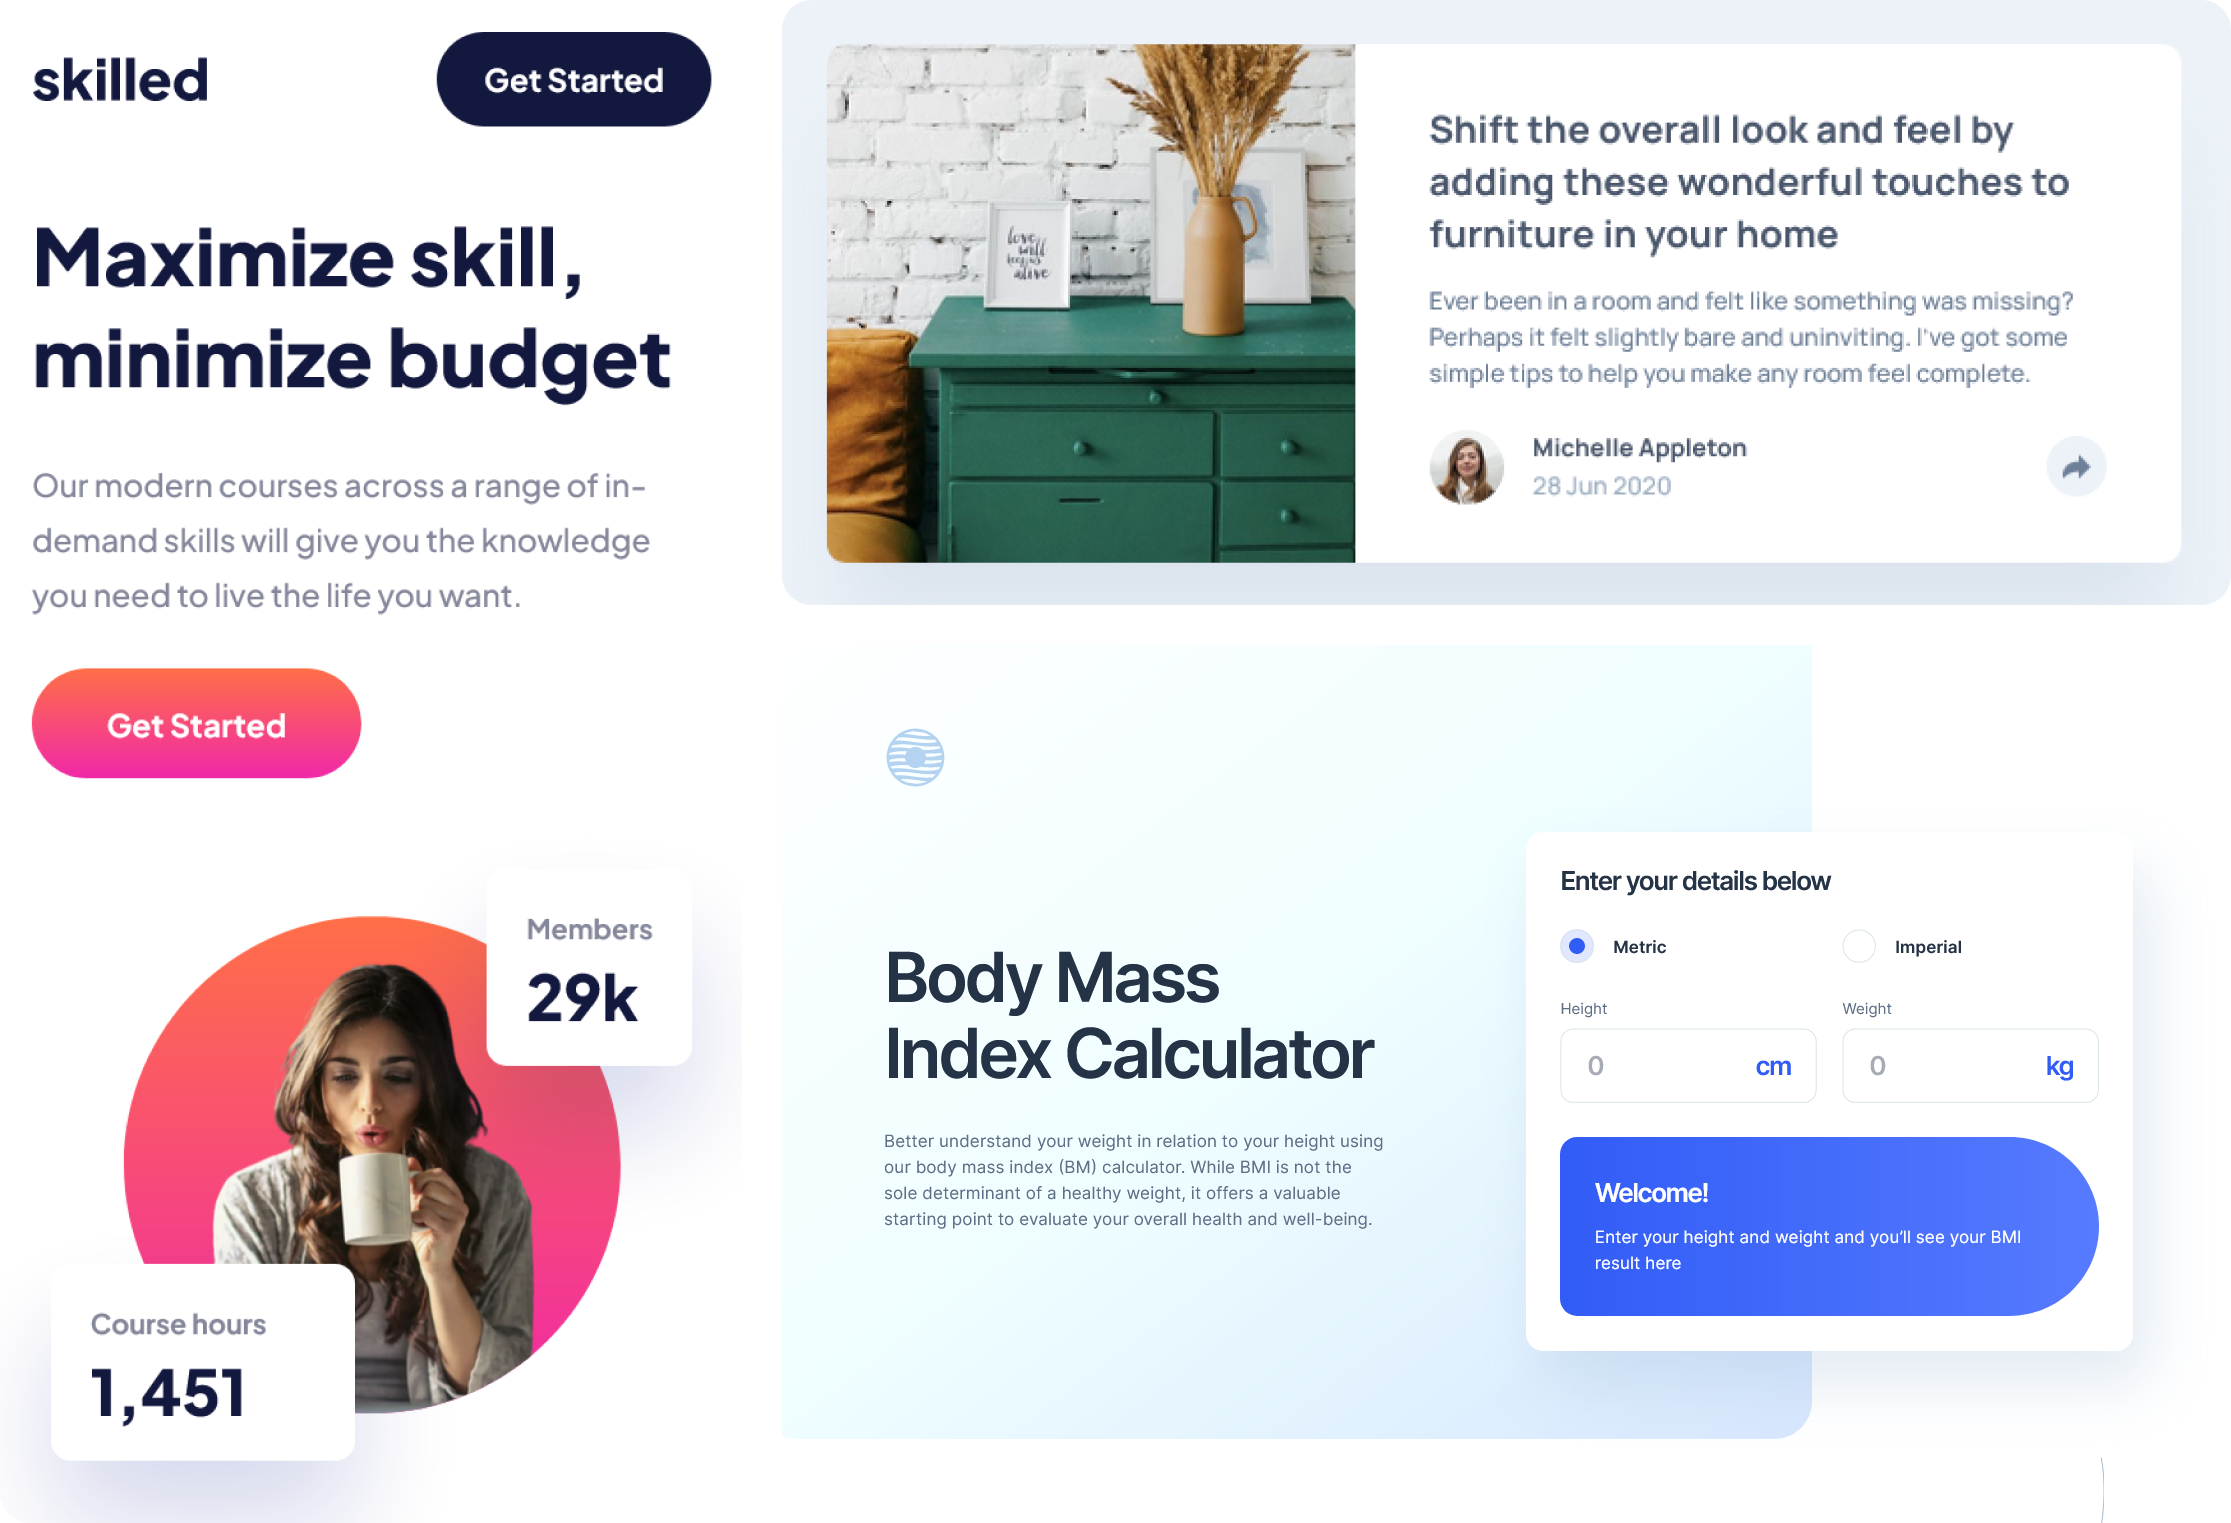 skilled
Get Started
Maximize skill,
minimize budget
Our modern courses across a range of in-
demand skills will give you the knowledge
you need to live the life you want.
Get Started
Members
29k
Course hours
1,451
love
will
keep us
alive
Shift the overall look and feel by
adding these wonderful touches to
furniture in your home
Ever been in a room and felt like something was missing?
Perhaps it felt slightly bare and uninviting. I've got some
simple tips to help you make any room feel complete.
Michelle Appleton
28 Jun 2020
Body Mass
Index Calculator
Better understand your weight in relation to your height using
our body mass index (BM) calculator. While BMI is not the
sole determinant of a healthy weight, it offers a valuable
starting point to evaluate your overall health and well-being.
Enter your details below
Metric
Imperial
Height
Weight
0 cm
0 kg
Welcome!
Enter your height and weight and you’ll see your BMI
result here